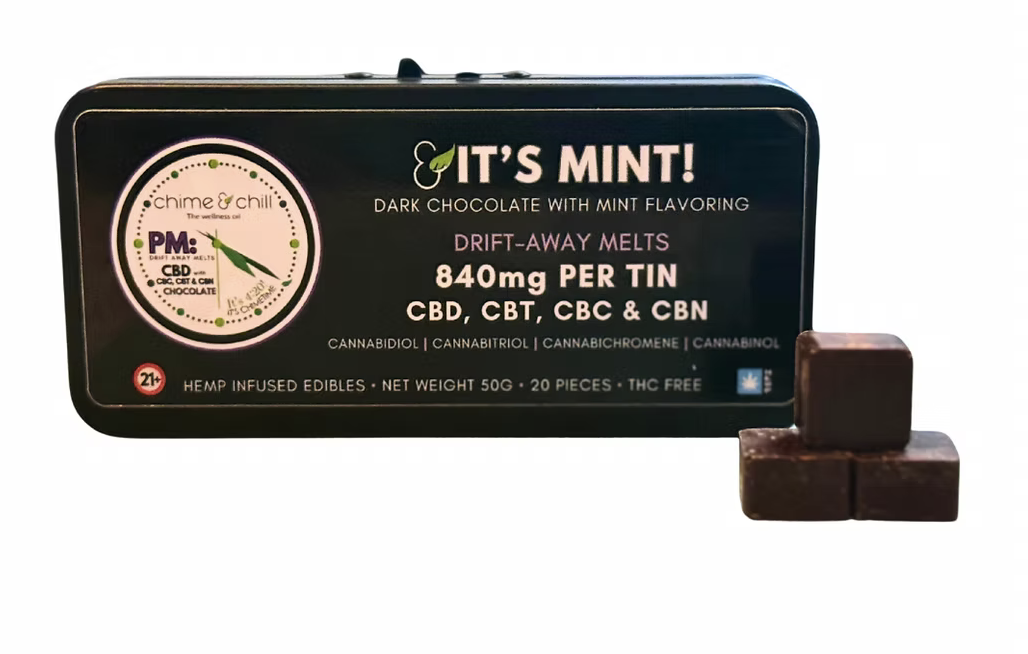 chime & chill
The wellness co!
PM:
DRIFT AWAY MELTS
CBD with
CBC, CBT & CBN
CHOCOLATE
It's 4:20!
IT'S CHIMETIME
& IT'S MINT!
DARK CHOCOLATE WITH MINT FLAVORING
DRIFT-AWAY MELTS
840mg PER TIN
CBD, CBT, CBC & CBN
CANNABIDIOL | CANNABITRIOL | CANNABICHROMENE | CANNABINOL
21+
HEMP INFUSED EDIBLES • NET WEIGHT 50G • 20 PIECES • THC FREE